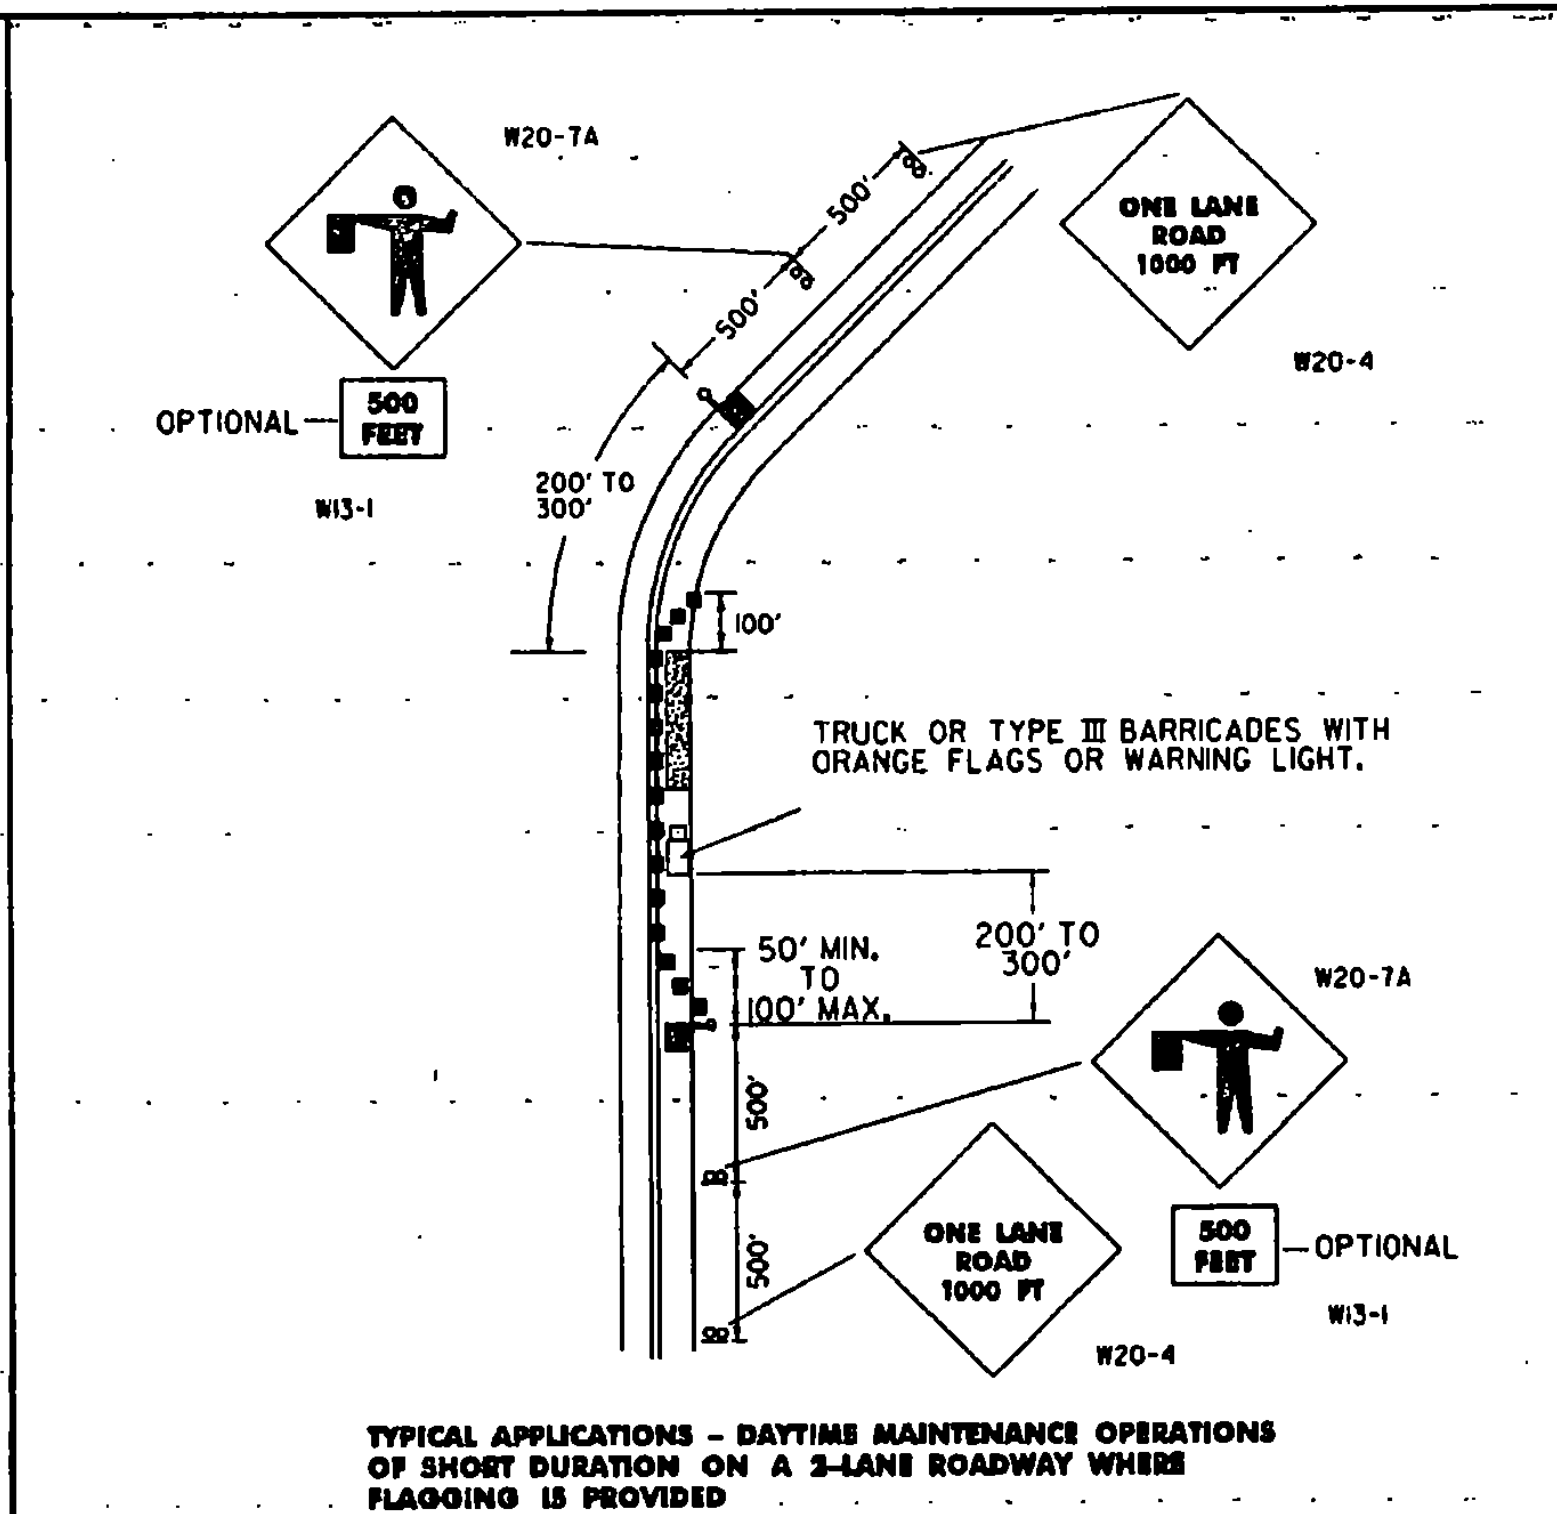 W20-7A
500'
ONE LANE
ROAD
1000 FT
500'
W20-4
OPTIONAL
500
FEET
W13-1
200' TO
300'
100'
TRUCK OR TYPE III BARRICADES WITH
ORANGE FLAGS OR WARNING LIGHT.
50' MIN.
TO
100' MAX.
200' TO
300'
W20-7A
500'
500'
ONE LANE
ROAD
1000 FT
500
FEET
OPTIONAL
W13-1
W20-4
TYPICAL APPLICATIONS - DAYTIME MAINTENANCE OPERATIONS
OF SHORT DURATION ON A 2-LANE ROADWAY WHERE
FLAGGING IS PROVIDED